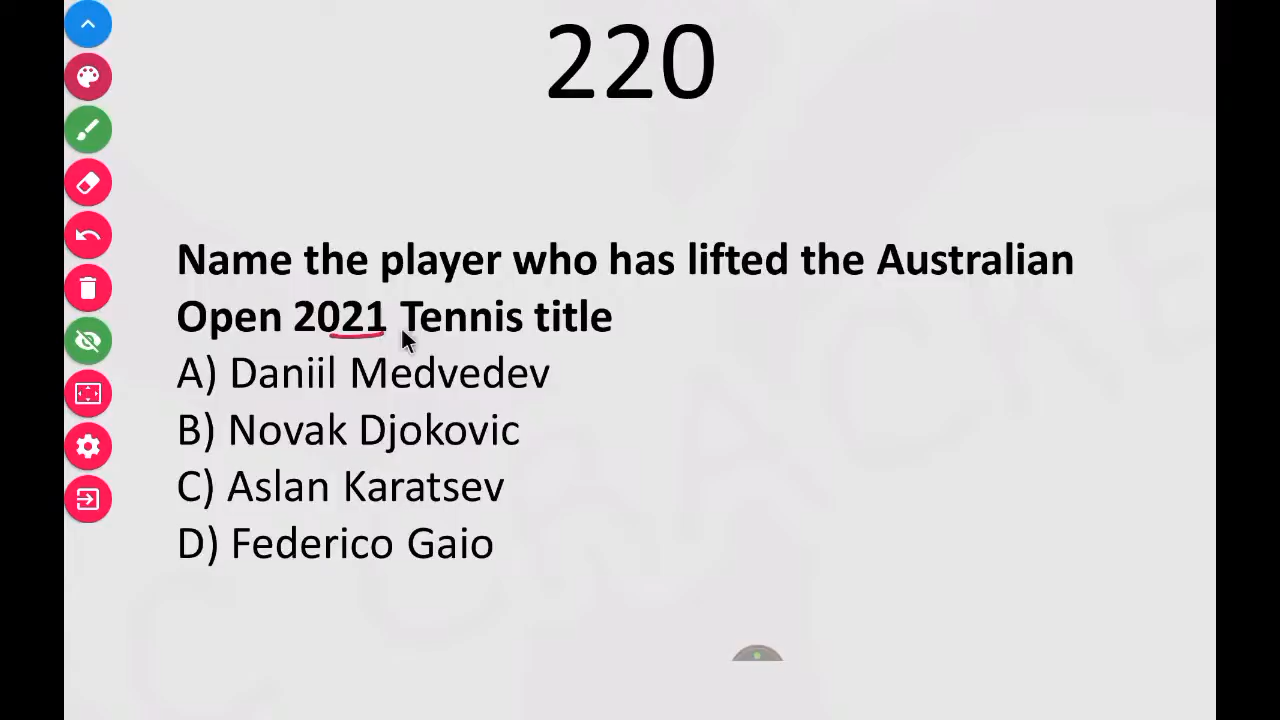 220
Name the player who has lifted the Australian
Open 2021 Tennis title
A) Daniil Medvedev
B) Novak Djokovic
C) Aslan Karatsev
D) Federico Gaio